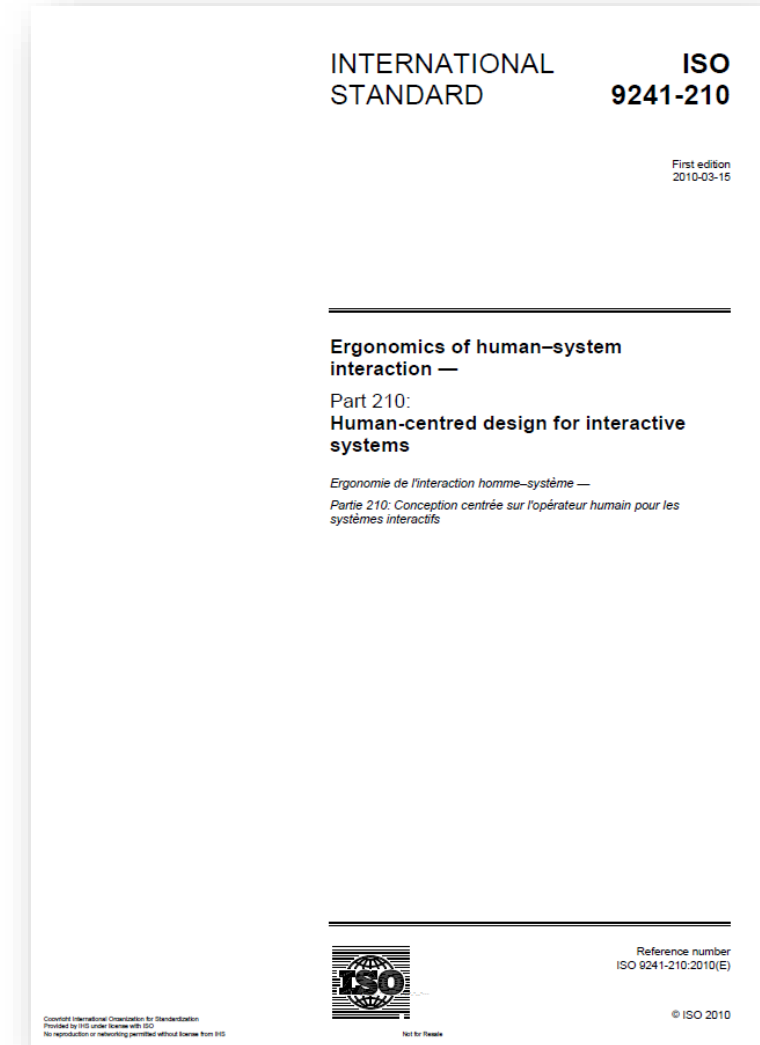 INTERNATIONAL STANDARD
ISO 9241-210
First edition
2010-03-15
Ergonomics of human–system
interaction —
Part 210:
Human-centred design for interactive
systems
Ergonomie de l'interaction homme–système —
Partie 210: Conception centrée sur l'opérateur humain pour les
systèmes interactifs
Reference number
ISO 9241-210:2010(E)
ISO
© ISO 2010
Copyright International Organization for Standardization
Provided by IHS under license with ISO
No reproduction or networking permitted without license from IHS
Not for Resale